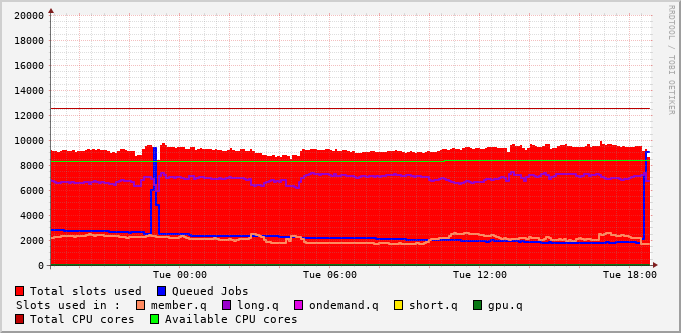 20000
18000
16000
14000
12000
10000
8000
6000
4000
2000
0
Tue 00:00 Tue 06:00 Tue 12:00 Tue 18:00
Total slots used Queued Jobs
Slots used in : member.q long.q ondemand.q short.q gpu.q
Total CPU cores Available CPU cores
RRDTOOL / TOBI OETIKER